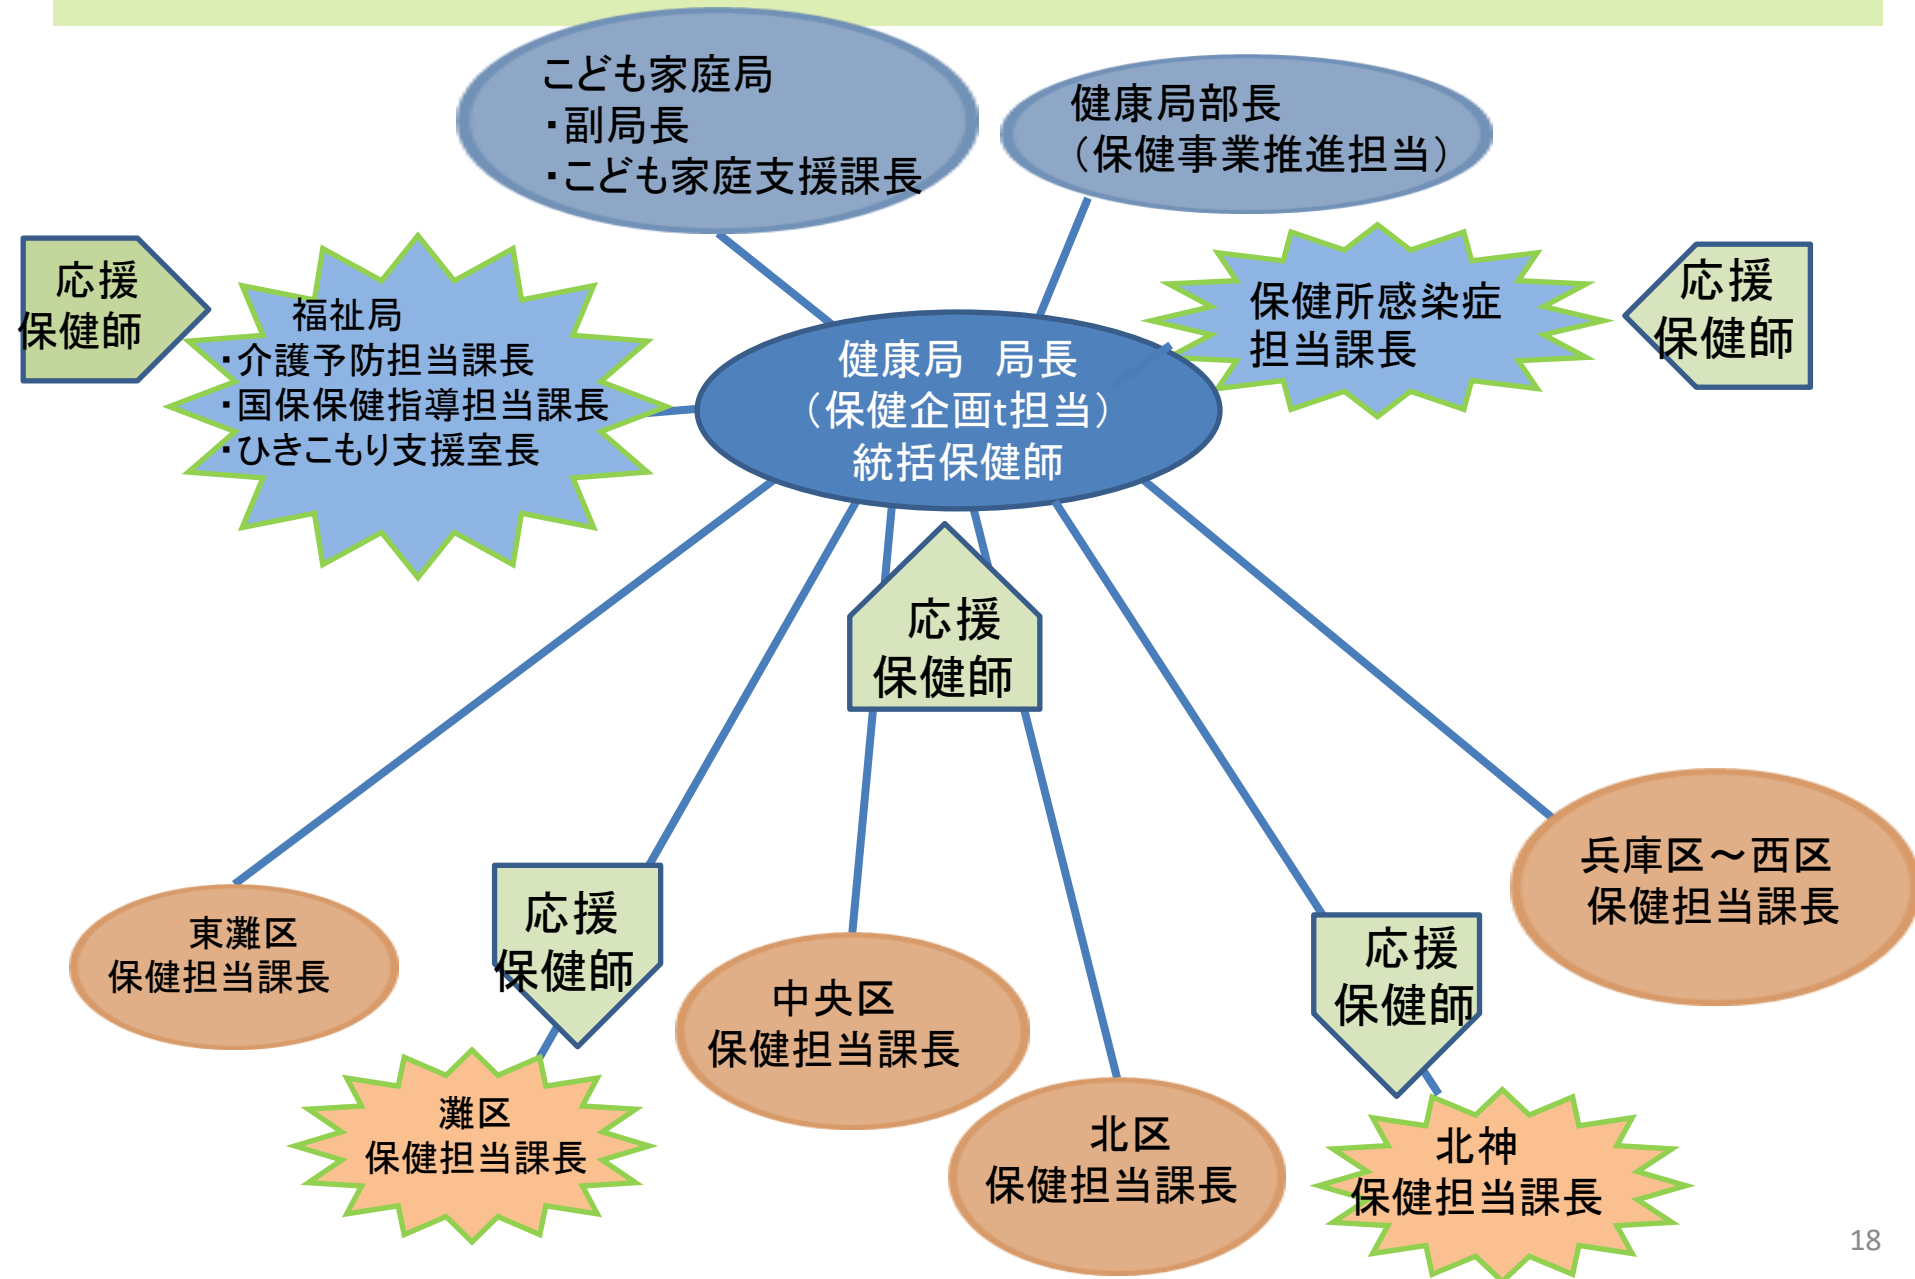 こども家庭局
・副局長
・こども家庭支援課長
健康局部長
（保健事業推進担当）
応援
保健師
福祉局
・介護予防担当課長
・国保保健指導担当課長
・ひきこもり支援室長
保健所感染症
担当課長
応援
保健師
健康局　局長
（保健企画t担当）
統括保健師
応援
保健師
東灘区
保健担当課長
応援
保健師
灘区
保健担当課長
中央区
保健担当課長
北区
保健担当課長
応援
保健師
北神
保健担当課長
兵庫区～西区
保健担当課長
18